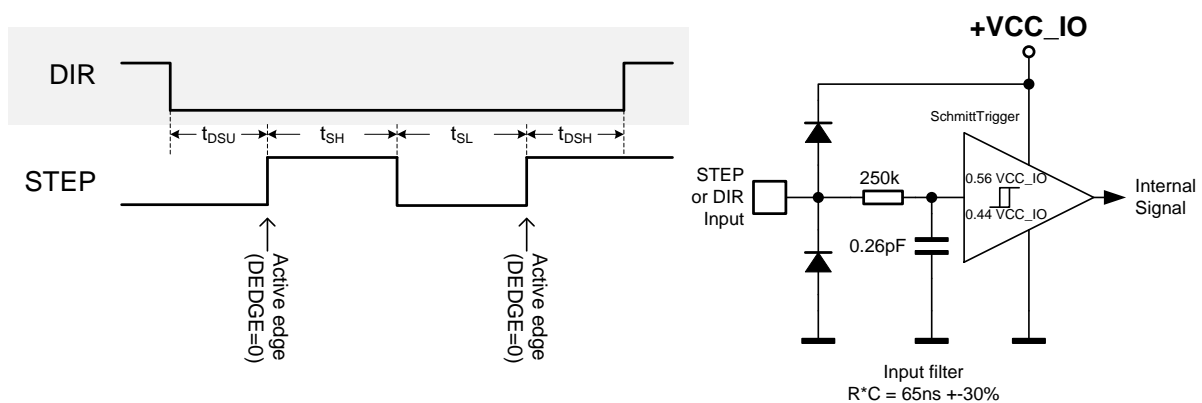 DIR
tDSU
tSH
tSL
tDSH
STEP
Active edge
(DEDGE=0)
Active edge
(DEDGE=0)
+VCC_IO
SchmittTrigger
250k
0.56 VCC_IO
0.44 VCC_IO
STEP
or DIR
Input
Internal
Signal
0.26pF
Input filter
R*C = 65ns +-30%